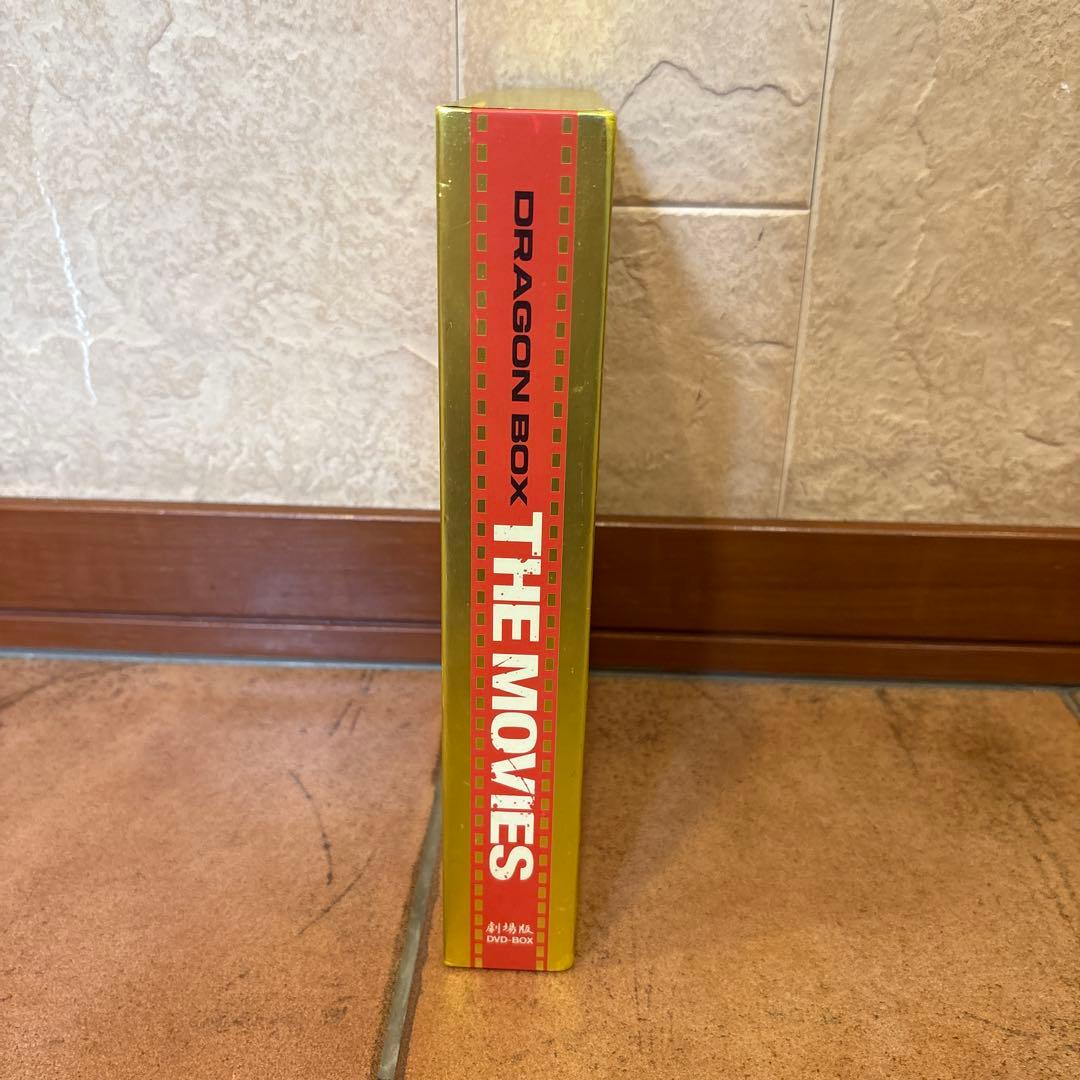 DRAGON BOX
THE MOVIES
劇場版
DVD-BOX